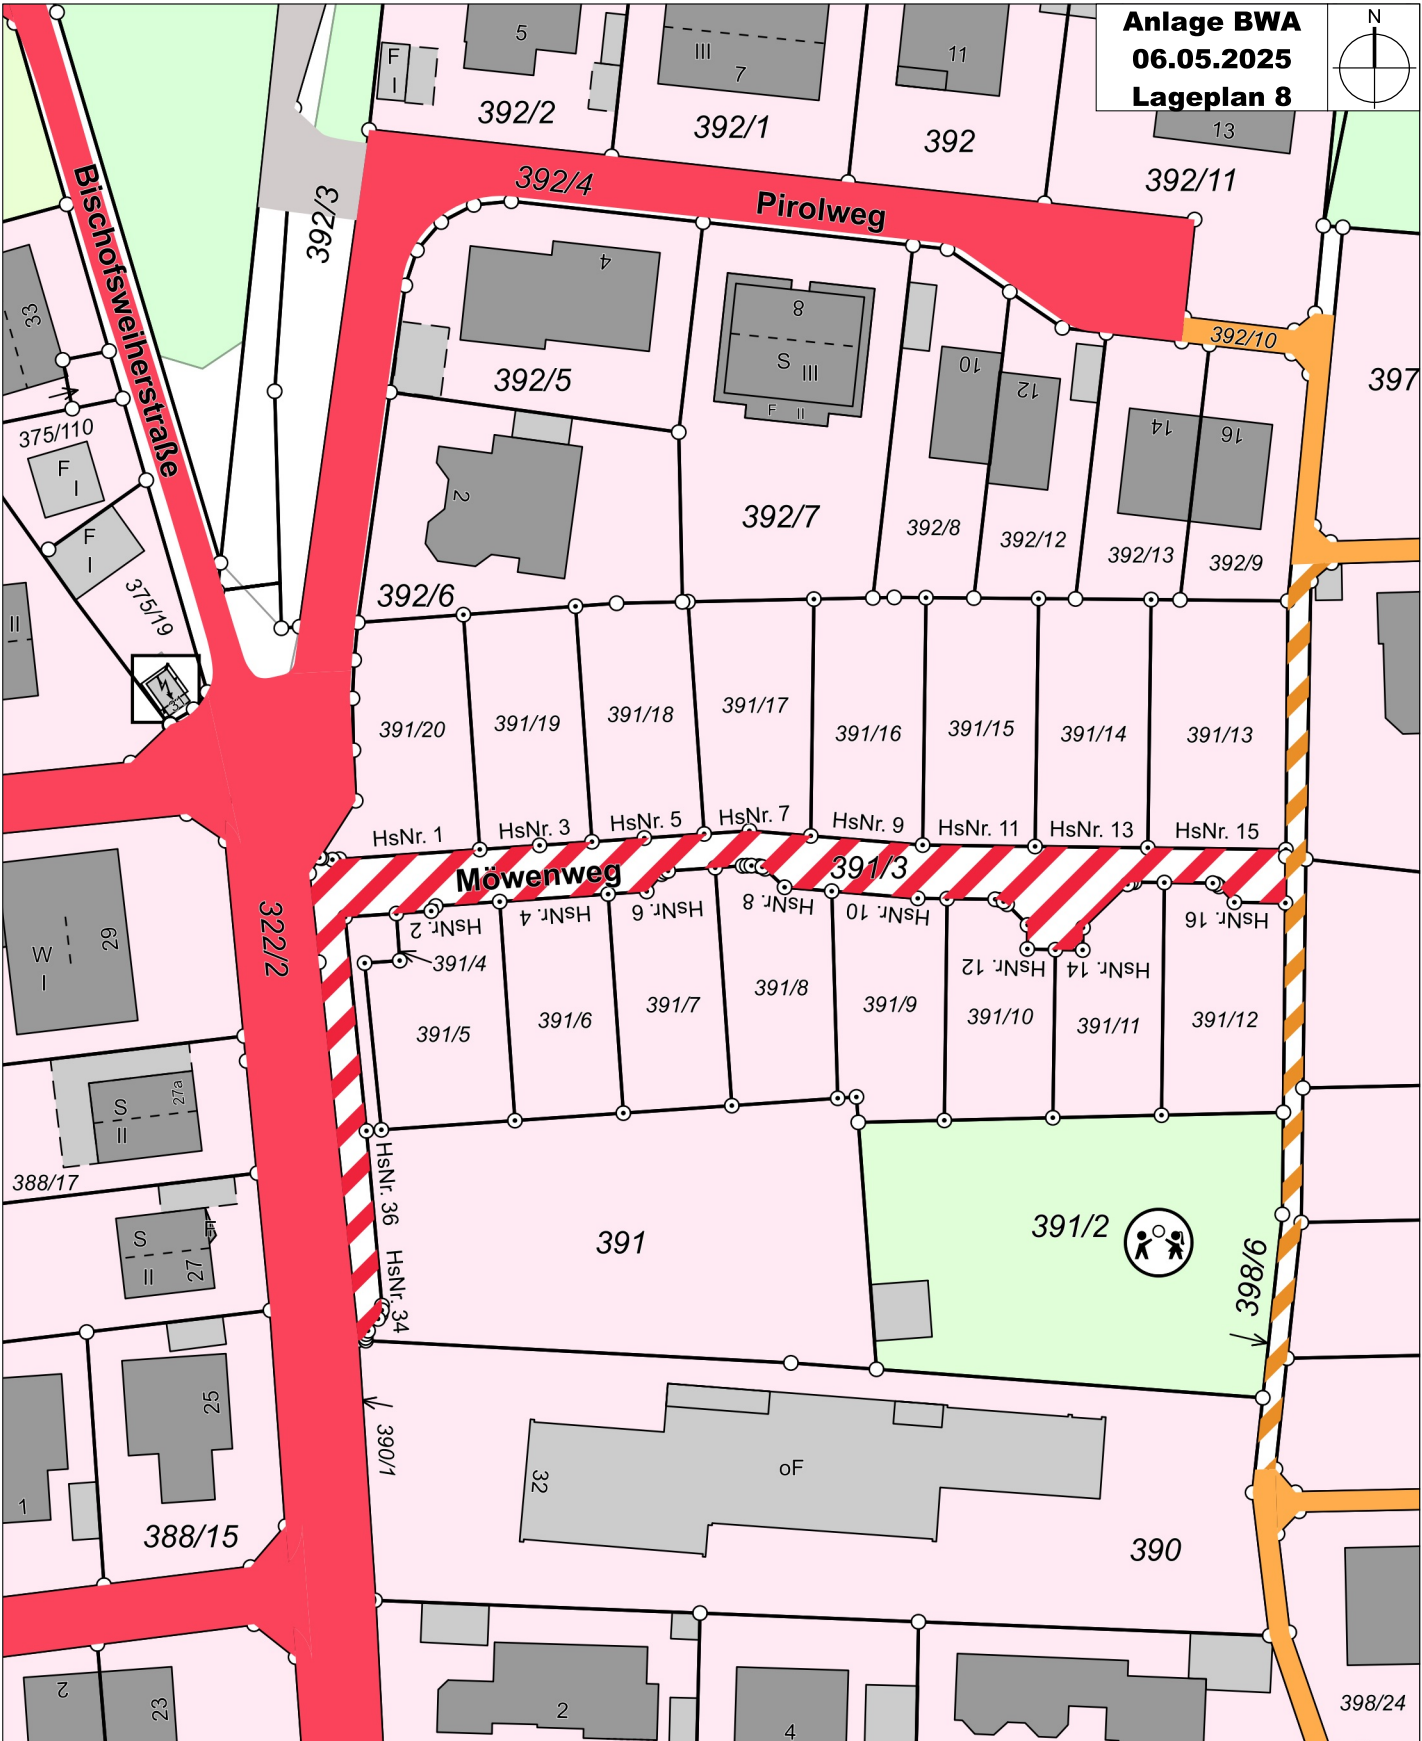 Anlage BWA
06.05.2025
Lageplan 8
N
F
I
5
III
7
11
13
392/2
392/1
392
392/11
392/3
392/4
Pirolweg
Bischofsweiherstraße
33
4
8
S
III
F II
10
12
14
16
392/10
397
392/5
375/110
F
I
F
I
375/19
2
392/7
392/8
392/12
392/13
392/9
392/6
II
31
391/20
391/19
391/18
391/17
391/16
391/15
391/14
391/13
HsNr. 1
HsNr. 3
HsNr. 5
HsNr. 7
HsNr. 9
HsNr. 11
HsNr. 13
HsNr. 15
Möwenweg
391/3
HsNr. 2
HsNr. 4
HsNr. 6
HsNr. 8
HsNr. 10
HsNr. 12
HsNr. 14
HsNr. 16
322/2
W
I
29
391/4
391/5
391/6
391/7
391/8
391/9
391/10
391/11
391/12
S
II
27a
388/17
HsNr. 36
HsNr. 34
S
II
F
27
391
391/2
398/6
25
1
390/1
32
oF
388/15
390
2
23
2
4
398/24